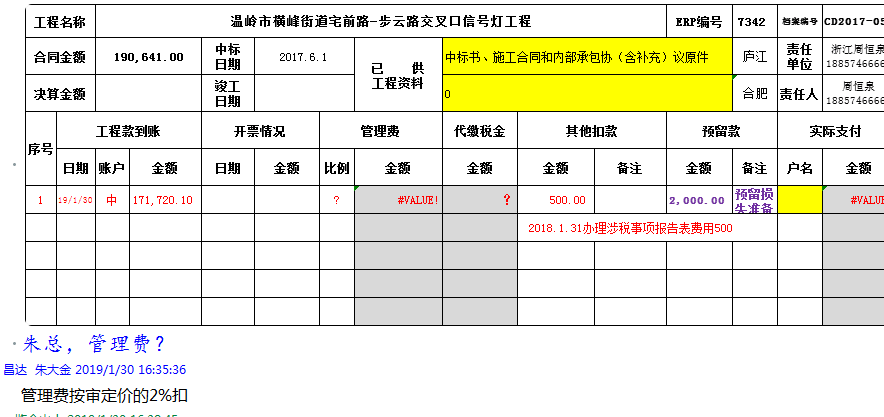 工程名称 温岭市横峰街道宅前路-步云路交叉口信号灯工程 ERP编号 7342 档案编号 CD2017-05
合同金额 190,641.00 中标日期 2017.6.1 已 供工程资料 中标书、施工合同和内部承包协（含补充）议原件 庐江 责任单位 浙江周恒泉 1885746666
决算金额 竣工日期 0 合肥 责任人 周恒泉 1885746666
序号 工程款到账 开票情况 管理费 代缴税金 其他扣款 预留款 实际支付
日期 账户 金额 日期 金额 比例 金额 金额 金额 备注 金额 备注 户名 金额
1 19/1/30 中 171,720.10 ? #VALUE! ? 500.00 2,000.00 预留损失准备 #VALUE
2018.1.31办理涉税事项报告表费用500
朱总，管理费？
昌达 朱大金 2019/1/30 16:35:36
管理费按审定价的2%扣